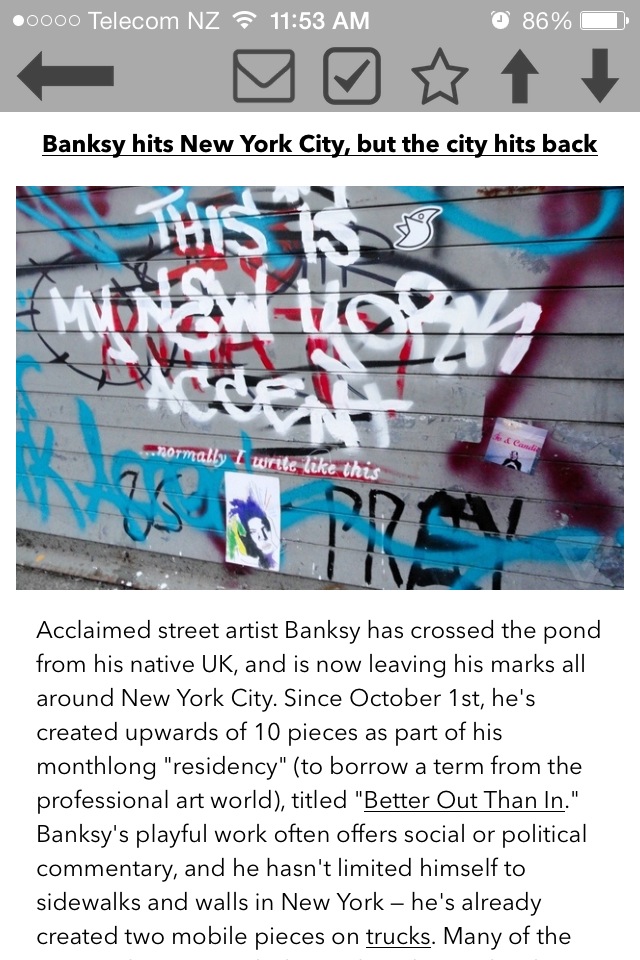 Telecom NZ 11:53 AM 86%
Banksy hits New York City, but the city hits back
THIS IS
MY NEW YORK
ACCENT
...normally I write like this
PREY
Acclaimed street artist Banksy has crossed the pond
from his native UK, and is now leaving his marks all
around New York City. Since October 1st, he's
created upwards of 10 pieces as part of his
monthlong "residency" (to borrow a term from the
professional art world), titled "Better Out Than In."
Banksy's playful work often offers social or political
commentary, and he hasn't limited himself to
sidewalks and walls in New York – he's already
created two mobile pieces on trucks. Many of the